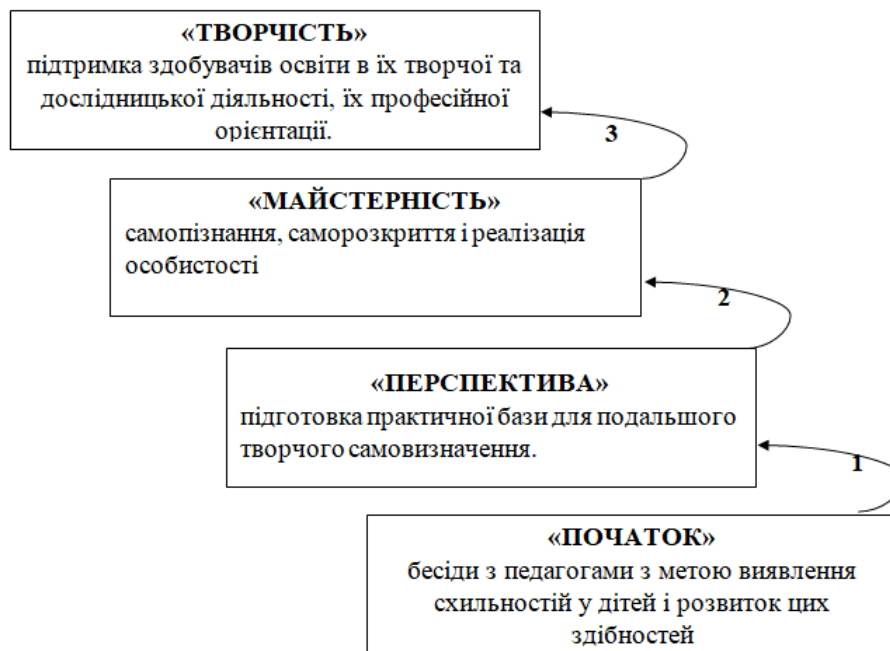 «ТВОРЧІСТЬ»
підтримка здобувачів освіти в їх творчої та
дослідницької діяльності, їх професійної
орієнтації.
3
«МАЙСТЕРНІСТЬ»
самопізнання, саморозкриття і реалізація
особистості
2
«ПЕРСПЕКТИВА»
підготовка практичної бази для подальшого
творчого самовизначення.
1
«ПОЧАТОК»
бесіди з педагогами з метою виявлення
схильностій у дітей і розвиток цих
здібностей